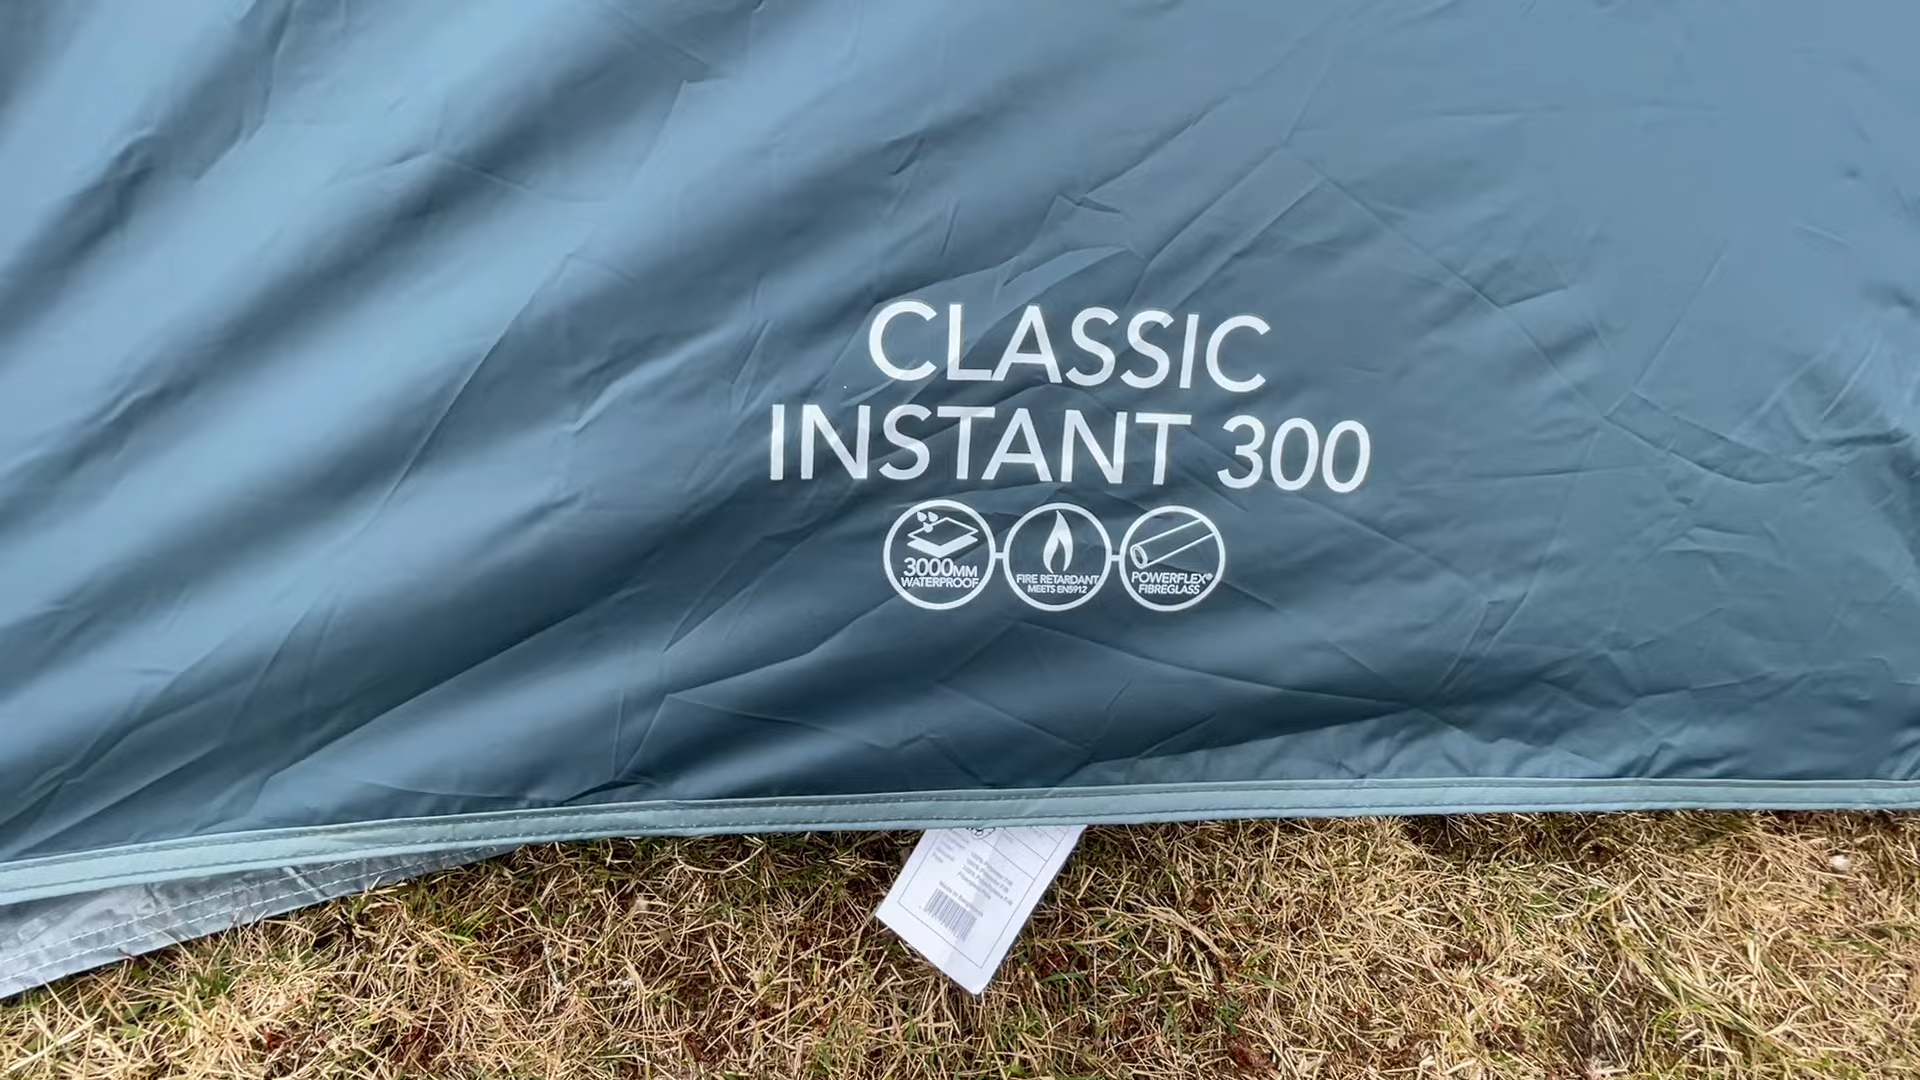 CLASSIC
INSTANT 300
3000MM
WATERPROOF
FIRE RETARDANT
MEETS EN5912
POWERFLEX®
FIBREGLASS